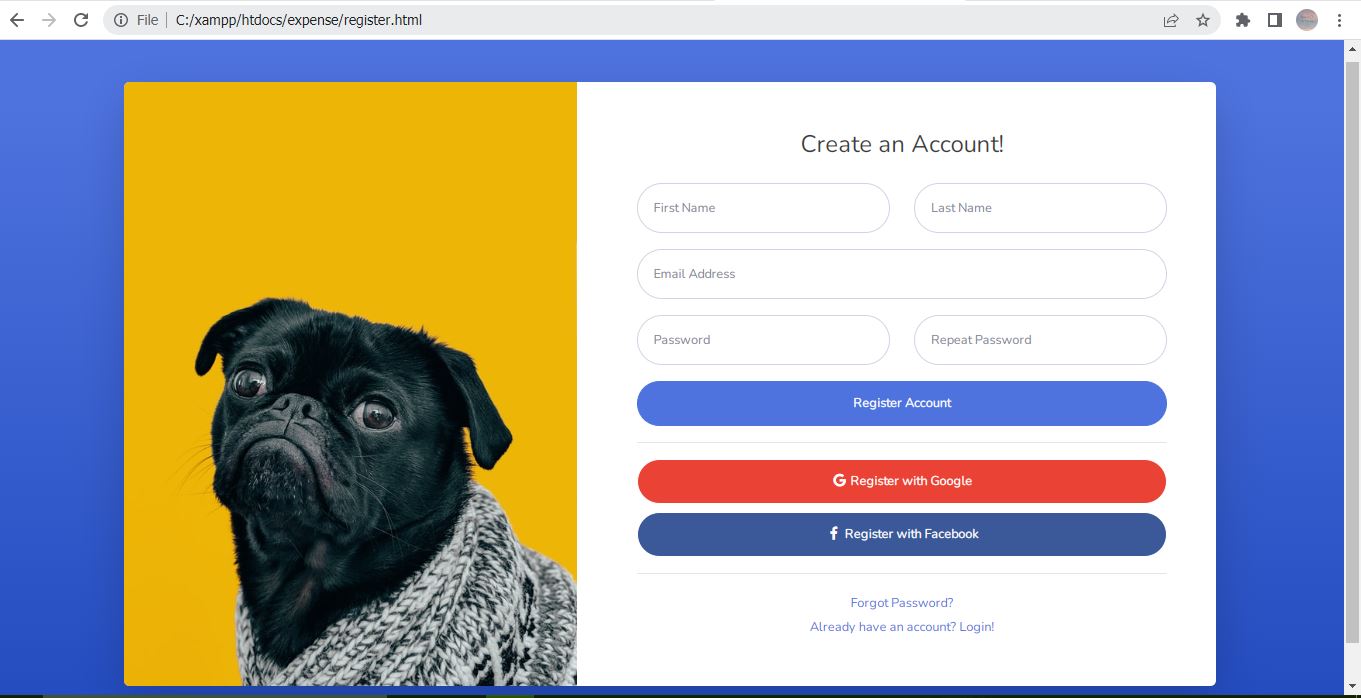 File C:/xampp/htdocs/expense/register.html
Create an Account!
First Name Last Name
Email Address
Password Repeat Password
Register Account
Register with Google
Register with Facebook
Forgot Password?
Already have an account? Login!